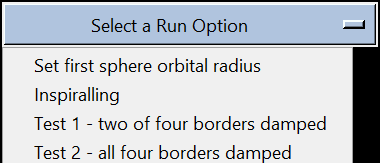 Select a Run Option
Set first sphere orbital radius
Inspiralling
Test 1 - two of four borders damped
Test 2 - all four borders damped